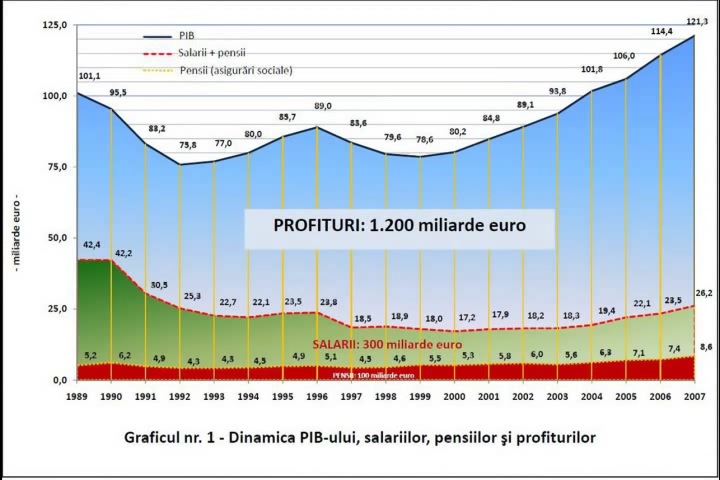 125,0
PIB
Salarii + pensii
Pensii (asigurări sociale)
101,1 95,5 83,2 75,8 77,0 80,0 85,7 89,0 83,6 79,6 78,6 80,2 84,8 89,1 93,8 101,8 106,0 114,4 121,3
100,0
75,0
- miliarde euro -
PROFITURI: 1.200 miliarde euro
50,0
42,4 42,2 30,5 25,3 22,7 22,1 23,5 23,8 18,5 18,9 18,0 17,2 17,9 18,2 18,3 19,4 22,1 23,5 26,2
25,0
SALARII: 300 miliarde euro
5,2 6,2 4,9 4,3 4,3 4,5 4,9 5,1 4,5 4,6 5,5 5,3 5,8 6,0 5,6 6,3 7,1 7,4 8,6
PENSII: 100 miliarde euro
0,0
1989 1990 1991 1992 1993 1994 1995 1996 1997 1998 1999 2000 2001 2002 2003 2004 2005 2006 2007
Graficul nr. 1 - Dinamica PIB-ului, salariilor, pensiilor şi profiturilor